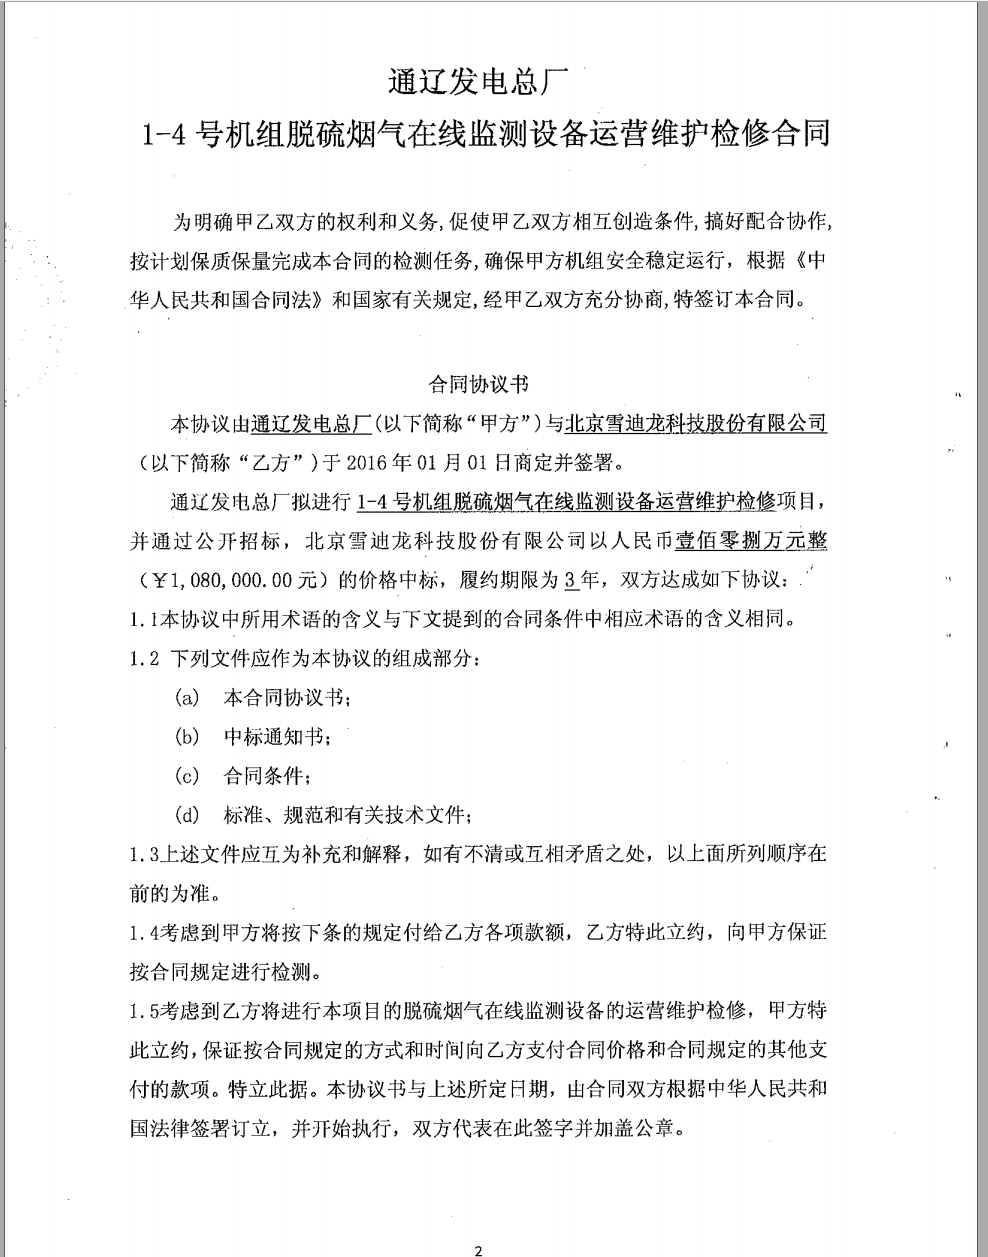 通辽发电总厂
1-4 号机组脱硫烟气在线监测设备运营维护检修合同
为明确甲乙双方的权利和义务,促使甲乙双方相互创造条件,搞好配合协作,
按计划保质保量完成本合同的检测任务,确保甲方机组安全稳定运行，根据《中
华人民共和国合同法》和国家有关规定,经甲乙双方充分协商,特签订本合同。
合同协议书
本协议由通辽发电总厂(以下简称“甲方”)与北京雪迪龙科技股份有限公司
（以下简称“乙方”)于 2016 年 01 月 01 日商定并签署。
通辽发电总厂拟进行 1-4 号机组脱硫烟气在线监测设备运营维护检修项目，
并通过公开招标，北京雪迪龙科技股份有限公司以人民币壹佰零捌万元整
（￥1,080,000.00 元）的价格中标，履约期限为 3 年，双方达成如下协议：
1.1本协议中所用术语的含义与下文提到的合同条件中相应术语的含义相同。
1.2 下列文件应作为本协议的组成部分：
(a) 本合同协议书；
(b) 中标通知书；
(c) 合同条件；
(d) 标准、规范和有关技术文件；
1.3上述文件应互为补充和解释，如有不清或互相矛盾之处，以上面所列顺序在
前的为准。
1.4考虑到甲方将按下条的规定付给乙方各项款额，乙方特此立约，向甲方保证
按合同规定进行检测。
1.5考虑到乙方将进行本项目的脱硫烟气在线监测设备的运营维护检修，甲方特
此立约,保证按合同规定的方式和时间向乙方支付合同价格和合同规定的其他支
付的款项。特立此据。本协议书与上述所定日期，由合同双方根据中华人民共和
国法律签署订立，并开始执行，双方代表在此签字并加盖公章。
2